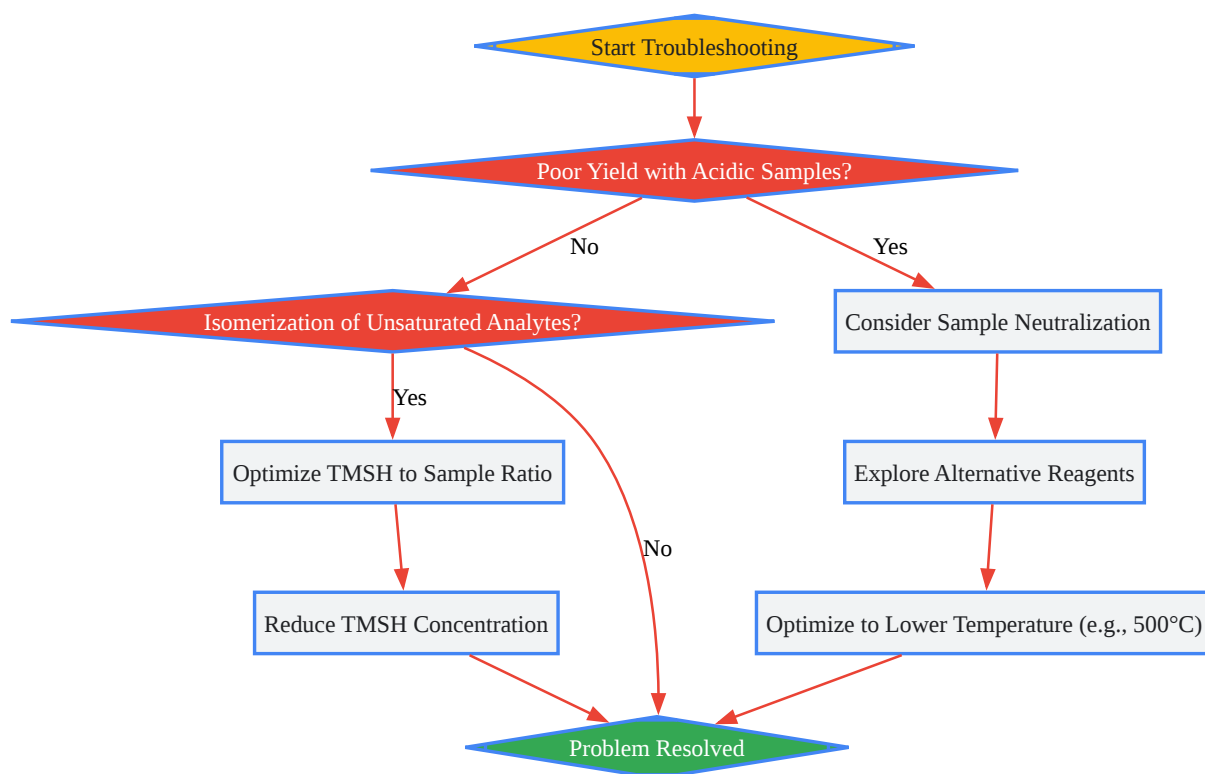 Start Troubleshooting
Poor Yield with Acidic Samples?
No
Yes
Isomerization of Unsaturated Analytes?
Consider Sample Neutralization
Yes
Optimize TMSH to Sample Ratio
Explore Alternative Reagents
No
Reduce TMSH Concentration
Optimize to Lower Temperature (e.g., 500°C)
Problem Resolved